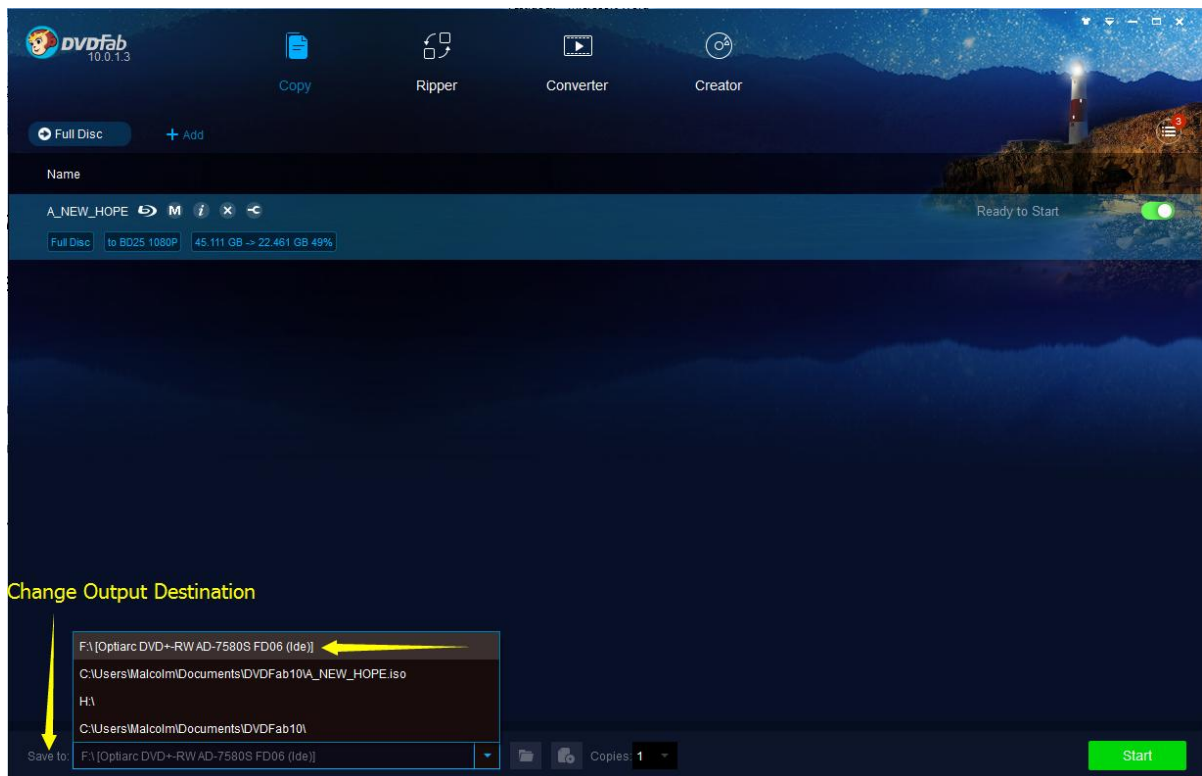 DVDFab
10.0.1.3
Copy
Ripper
Converter
Creator
Full Disc
+ Add
3
Name
A_NEW_HOPE
M i X
Ready to Start
Full Disc
to BD25 1080P
45.111 GB -> 22.461 GB 49%
Change Output Destination
F:\ [Optiarc DVD+-RW AD-7580S FD06 (Ide)]
C:\Users\Malcolm\Documents\DVDFab10\A_NEW_HOPE.iso
H:\
C:\Users\Malcolm\Documents\DVDFab10\
Save to: F:\ [Optiarc DVD+-RW AD-7580S FD06 (Ide)]
Copies: 1
Start